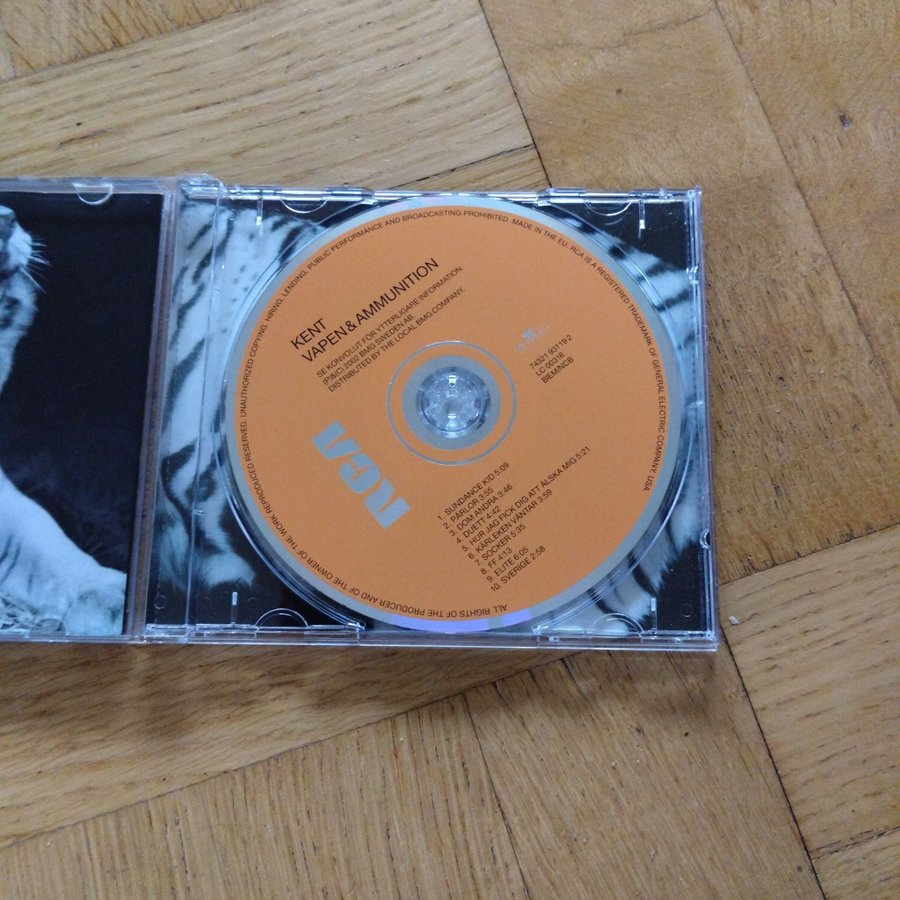 KENT
VAPEN & AMMUNITION
SE KONVOLUT FÖR YTTERLIGARE INFORMATION.
(P)&(C) 2002 BMG SWEDEN AB.
DISTRIBUTED BY THE LOCAL BMG COMPANY.
74321 93119 2
LC 00316
BIEM/NCB
RCA
1. SUNDANCE KID 5:09
2. PÄRLOR 3:55
3. DOM ANDRA 3:46
4. DUETT 4:42
5. HUR JAG FICK DIG ATT ÄLSKA MIG 5:21
6. KÄRLEKEN VÄNTAR 3:59
7. SOCKER 5:35
8. FF 4:13
9. ELITE 6:05
10. SVERIGE 2:58
ALL RIGHTS OF THE PRODUCER AND OF THE OWNER OF THE WORK REPRODUCED RESERVED. UNAUTHORIZED COPYING, HIRING, LENDING, PUBLIC PERFORMANCE AND BROADCASTING PROHIBITED. MADE IN THE EU. RCA IS A REGISTERED TRADEMARK OF GENERAL ELECTRIC COMPANY, USA.